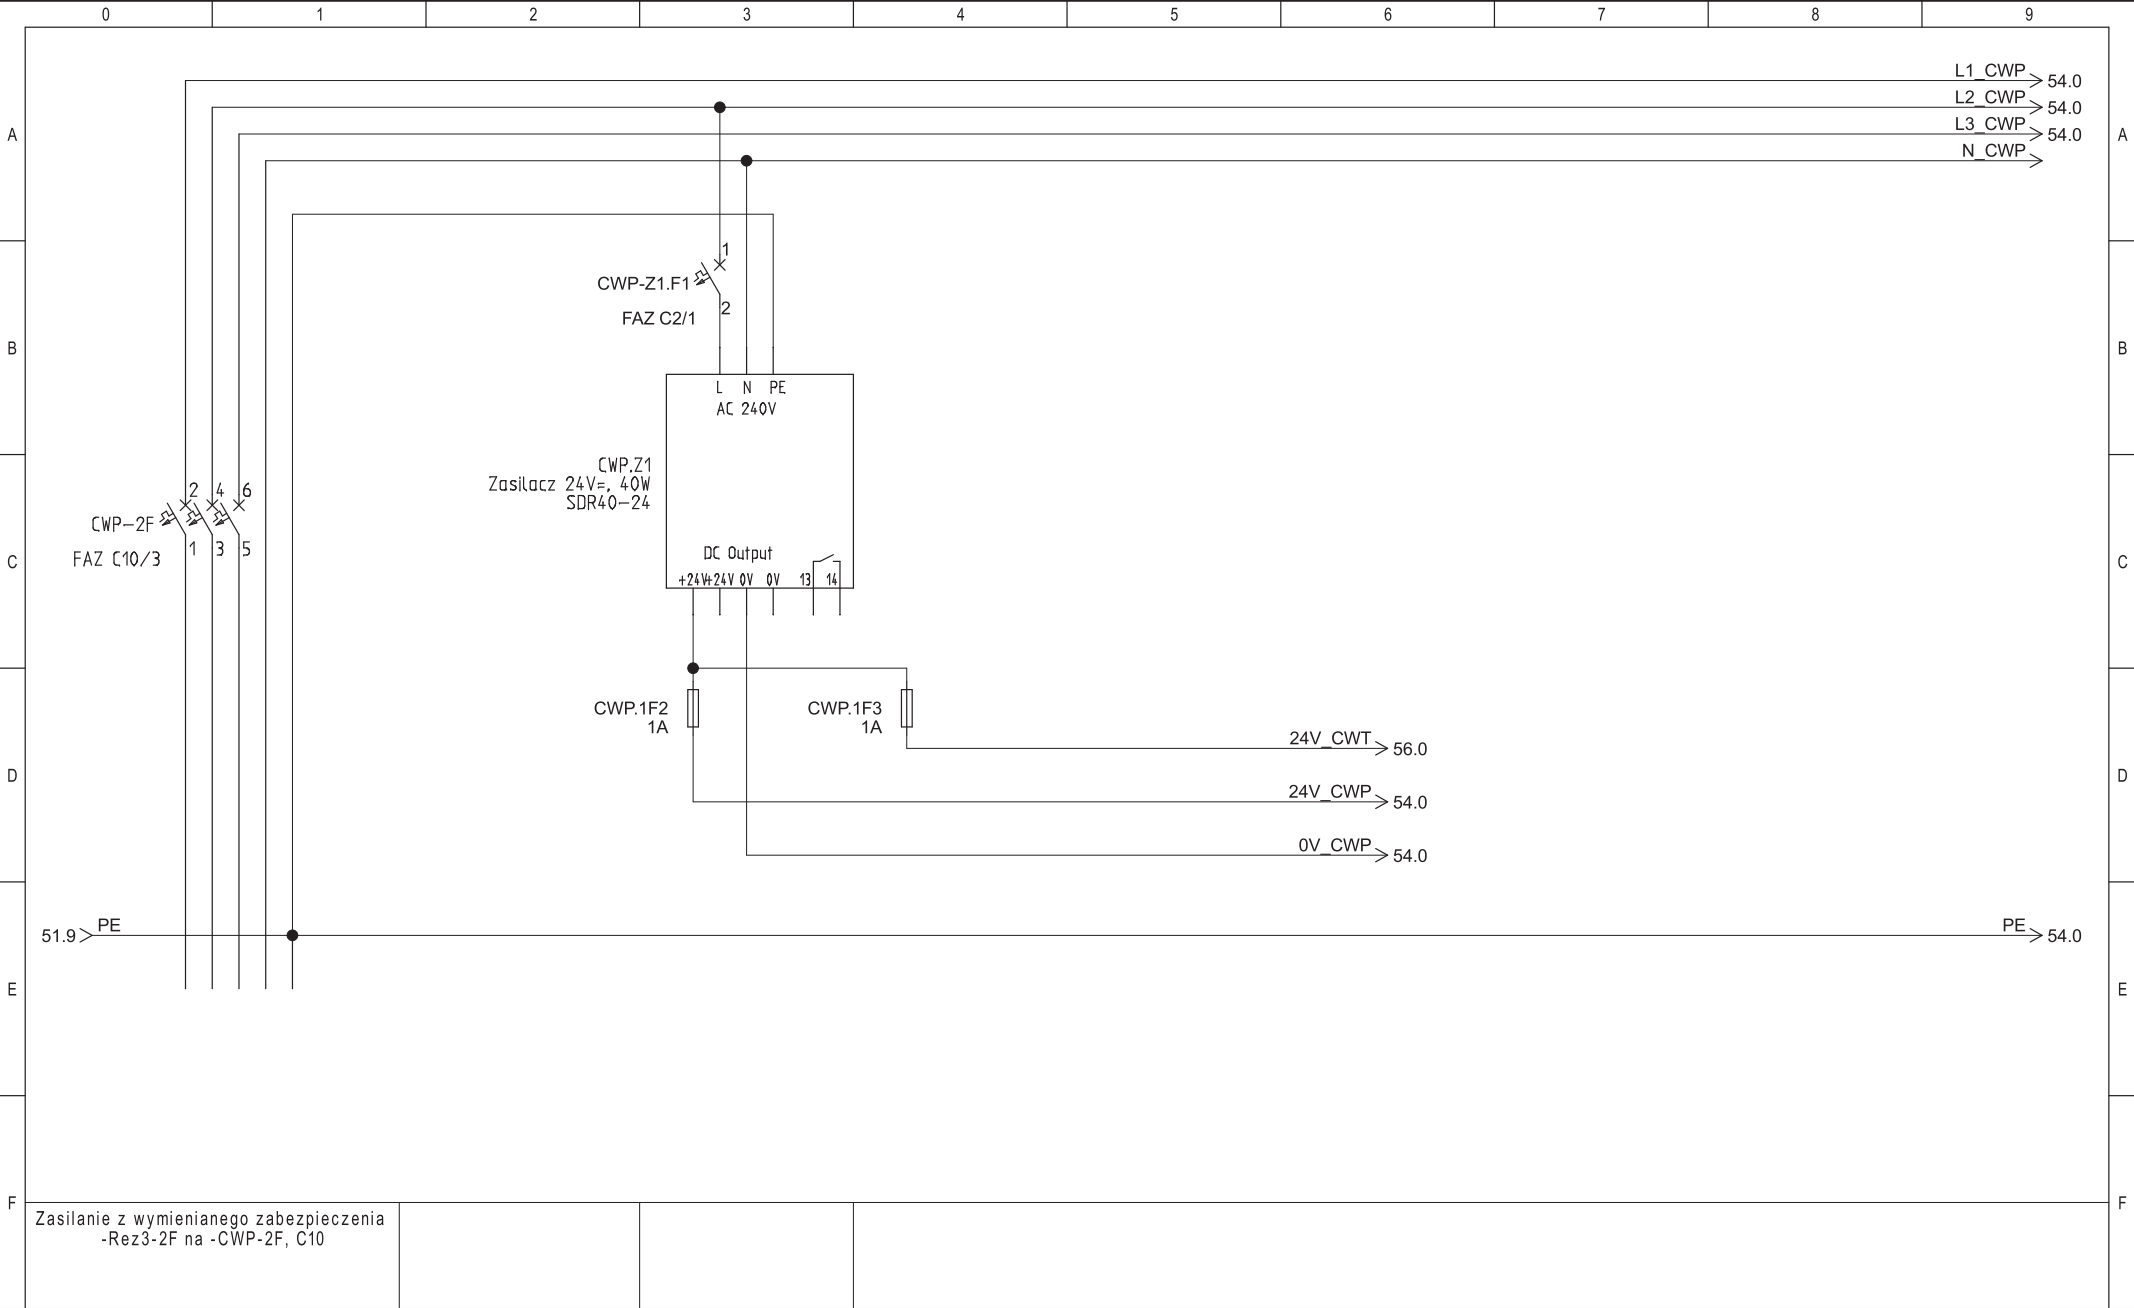 0 1 2 3 4 5 6 7 8 9
L1_CWP 54.0
L2_CWP 54.0
L3_CWP 54.0
A A
N_CWP
1
CWP-Z1.F1
2
FAZ C2/1
B B
L N PE
AC 240V
CWP.Z1
Zasilacz 24V=, 40W
SDR40-24
2 4 6
CWP-2F
1 3 5
FAZ C10/3
DC Output
C C
+24V +24V 0V 0V 13 14
CWP.1F2
1A
CWP.1F3
1A
24V_CWT 56.0
D D
24V_CWP 54.0
0V_CWP 54.0
51.9 PE
PE 54.0
E E
F F
Zasilanie z wymienianego zabezpieczenia
-Rez3-2F na -CWP-2F, C10